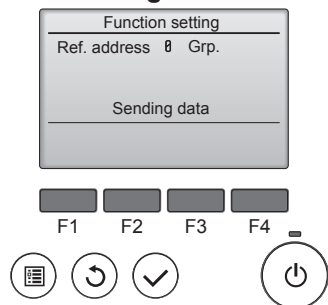 Function setting
Ref. address 0 Grp.
Sending data
F1 F2 F3 F4